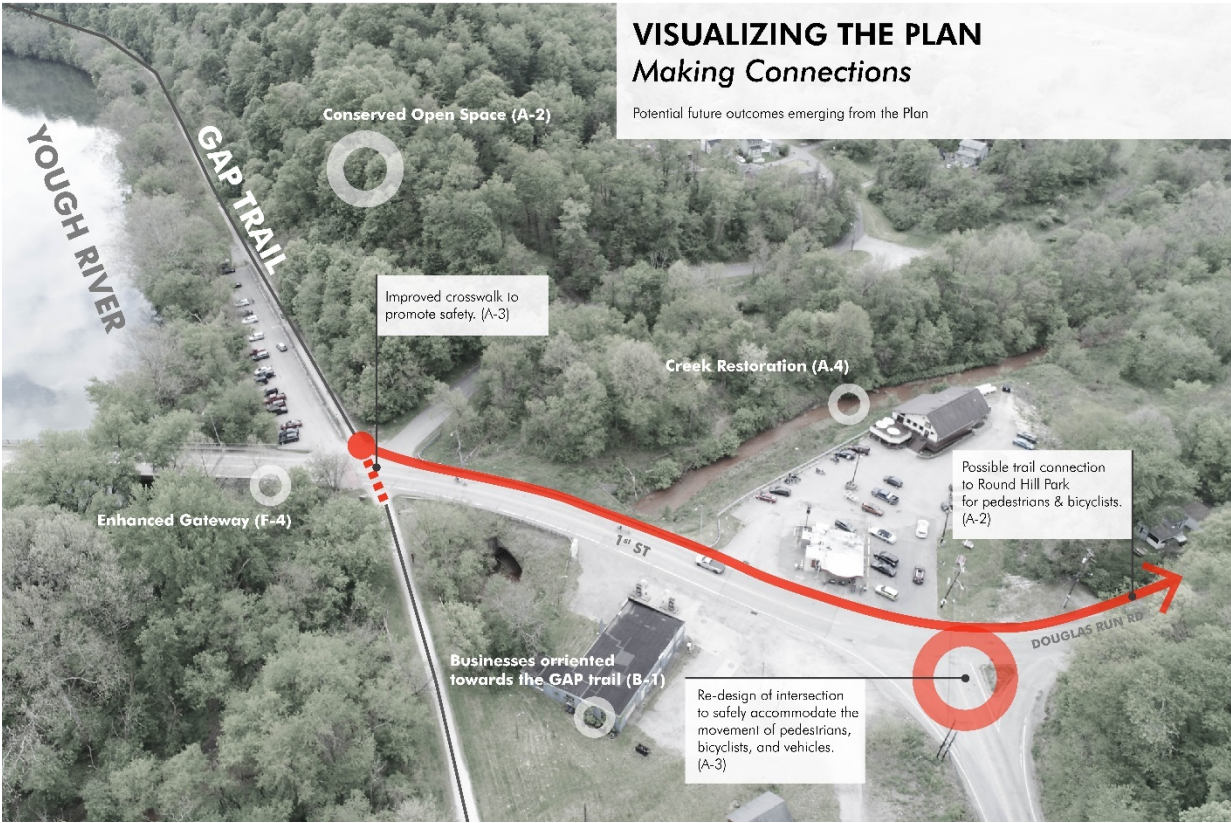 VISUALIZING THE PLAN
Making Connections
Potential future outcomes emerging from the Plan
Conserved Open Space (A-2)
GAP TRAIL
YOUGH RIVER
Improved crosswalk to
promote safety. (A-3)
Creek Restoration (A.4)
Possible trail connection
to Round Hill Park
for pedestrians & bicyclists.
(A-2)
Enhanced Gateway (F-4)
1st ST
DOUGLAS RUN RD
Businesses orriented
towards the GAP trail (B-1)
Re-design of intersection
to safely accommodate the
movement of pedestrians,
bicyclists, and vehicles.
(A-3)